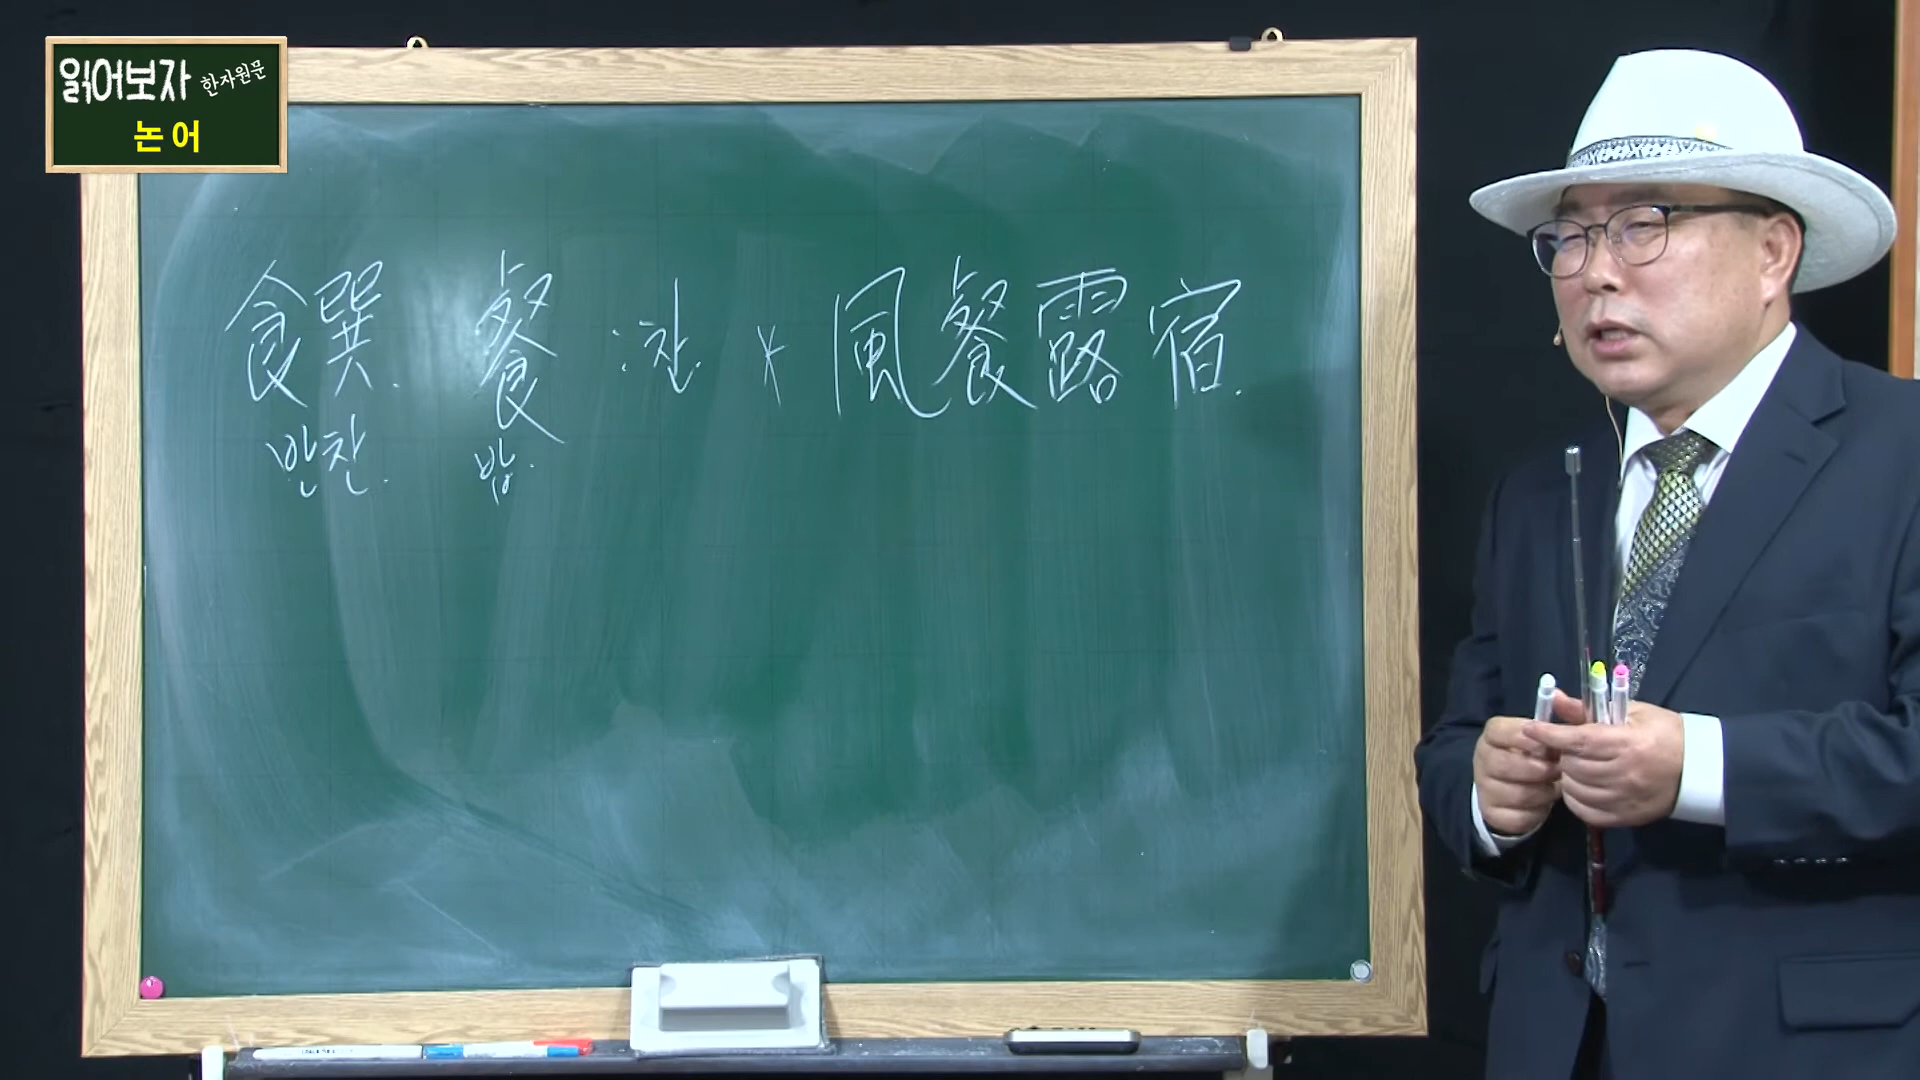 읽어보자 한자원문
논어
饌 餐 : 찬. * 風餐露宿.
반찬. 밥.